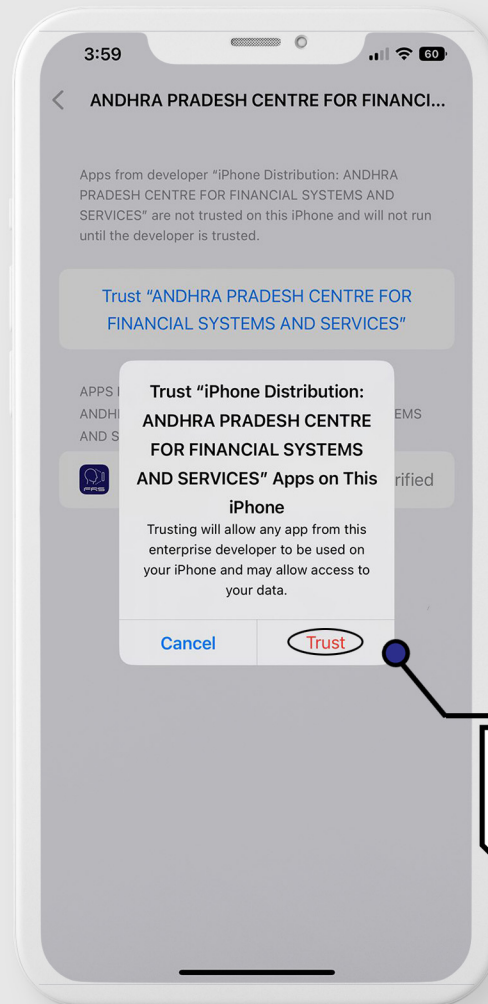 3:59
60
ANDHRA PRADESH CENTRE FOR FINANCI...
Apps from developer “iPhone Distribution: ANDHRA
PRADESH CENTRE FOR FINANCIAL SYSTEMS AND
SERVICES” are not trusted on this iPhone and will not run
until the developer is trusted.
Trust “ANDHRA PRADESH CENTRE FOR
FINANCIAL SYSTEMS AND SERVICES”
APPS
ANDH EMS
AND S
FRS rified
Trust “iPhone Distribution:
ANDHRA PRADESH CENTRE
FOR FINANCIAL SYSTEMS
AND SERVICES” Apps on This
iPhone
Trusting will allow any app from this
enterprise developer to be used on
your iPhone and may allow access to
your data.
Cancel Trust